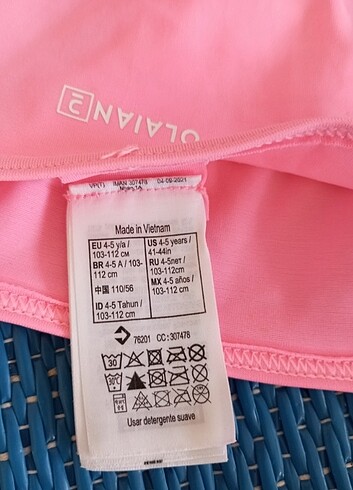 OLAIAN
Made in Vietnam
EU 4-5 y/a /
103-112 см
BR 4-5 A / 103-
112 cm
中国 110/56
ID 4-5 Tahun /
103-112 cm
US 4-5 years /
41-44in
RU 4-5лет /
103-112cm
MX 4-5 años /
103-112 cm
76201 CC: 307478
30
30°C
Usar detergente suave